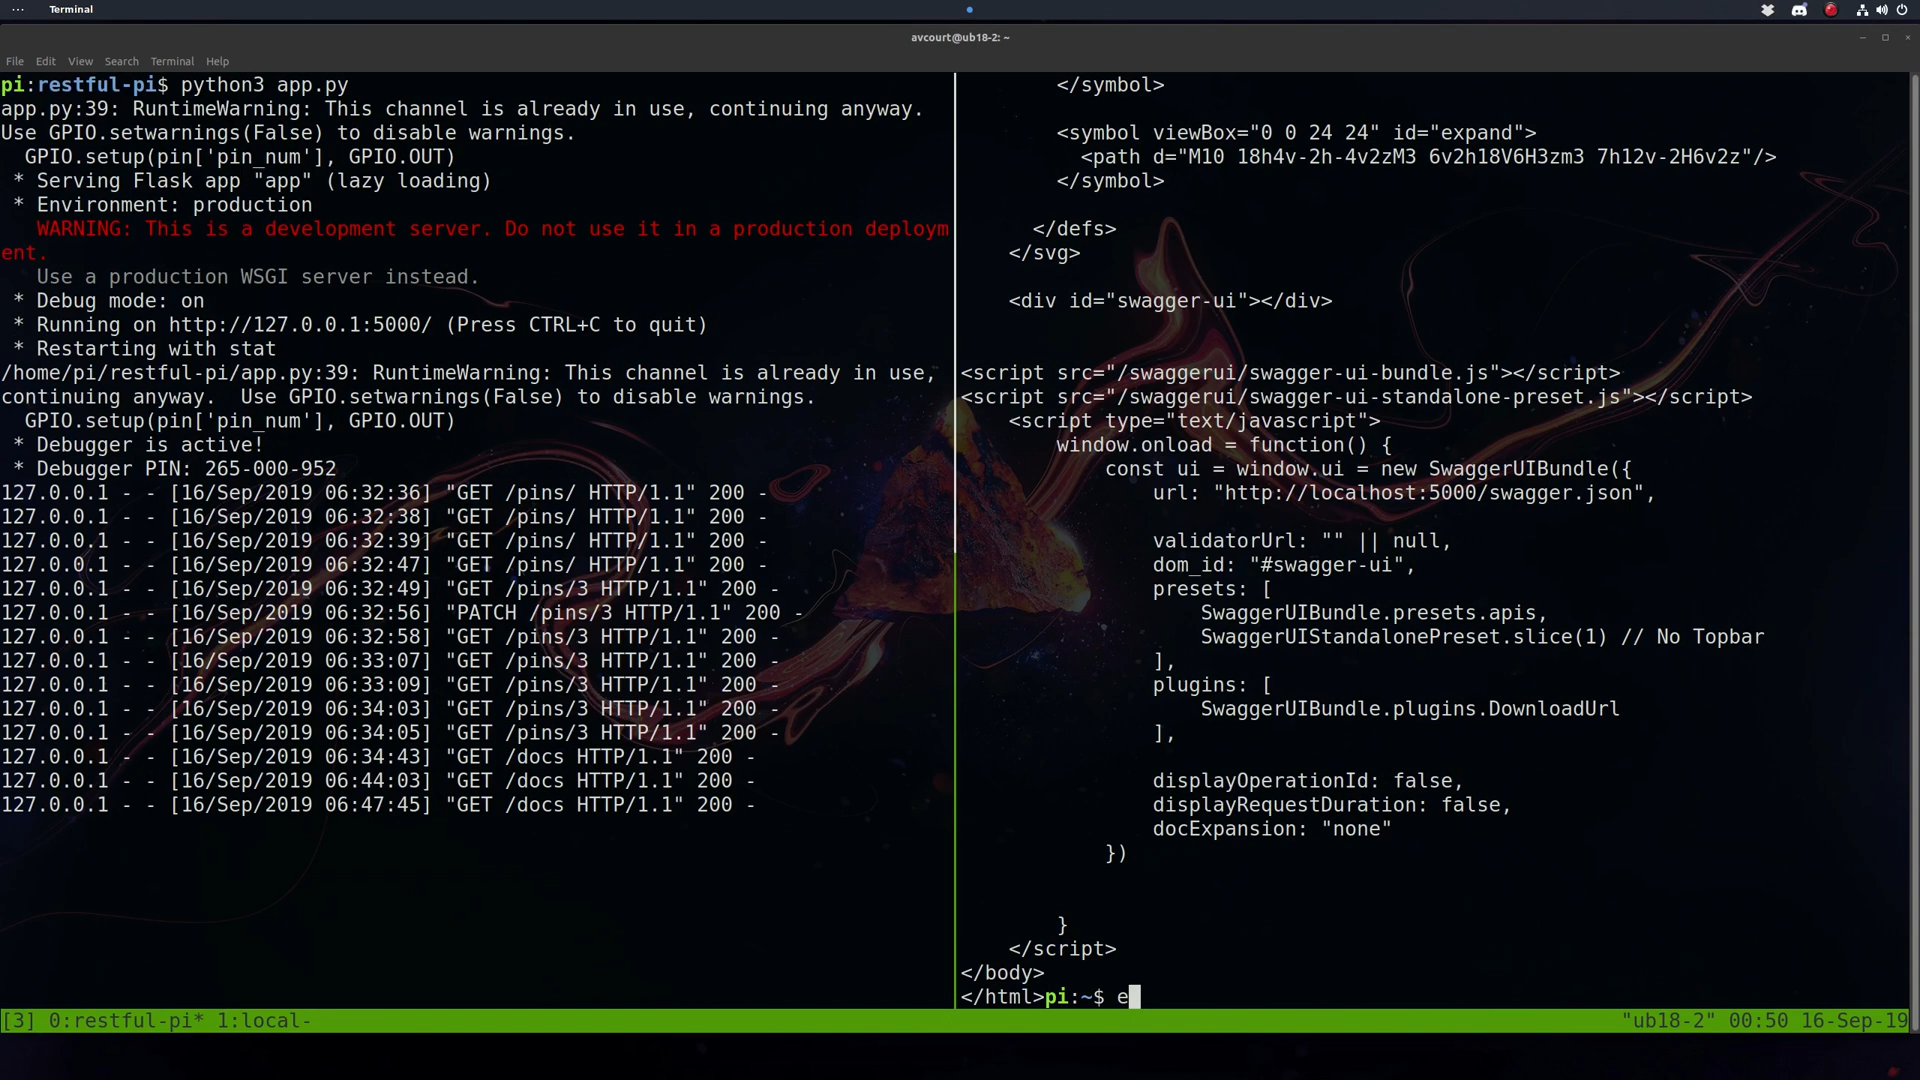 Terminal
avcourt@ub18-2: ~
File Edit View Search Terminal Help
pi:restful-pi$ python3 app.py
app.py:39: RuntimeWarning: This channel is already in use, continuing anyway.
Use GPIO.setwarnings(False) to disable warnings.
  GPIO.setup(pin['pin_num'], GPIO.OUT)
 * Serving Flask app "app" (lazy loading)
 * Environment: production
   WARNING: This is a development server. Do not use it in a production deploym
ent.
   Use a production WSGI server instead.
 * Debug mode: on
 * Running on http://127.0.0.1:5000/ (Press CTRL+C to quit)
 * Restarting with stat
/home/pi/restful-pi/app.py:39: RuntimeWarning: This channel is already in use,
continuing anyway.  Use GPIO.setwarnings(False) to disable warnings.
  GPIO.setup(pin['pin_num'], GPIO.OUT)
 * Debugger is active!
 * Debugger PIN: 265-000-952
127.0.0.1 - - [16/Sep/2019 06:32:36] "GET /pins/ HTTP/1.1" 200 -
127.0.0.1 - - [16/Sep/2019 06:32:38] "GET /pins/ HTTP/1.1" 200 -
127.0.0.1 - - [16/Sep/2019 06:32:39] "GET /pins/ HTTP/1.1" 200 -
127.0.0.1 - - [16/Sep/2019 06:32:47] "GET /pins/ HTTP/1.1" 200 -
127.0.0.1 - - [16/Sep/2019 06:32:49] "GET /pins/3 HTTP/1.1" 200 -
127.0.0.1 - - [16/Sep/2019 06:32:56] "PATCH /pins/3 HTTP/1.1" 200 -
127.0.0.1 - - [16/Sep/2019 06:32:58] "GET /pins/3 HTTP/1.1" 200 -
127.0.0.1 - - [16/Sep/2019 06:33:07] "GET /pins/3 HTTP/1.1" 200 -
127.0.0.1 - - [16/Sep/2019 06:33:09] "GET /pins/3 HTTP/1.1" 200 -
127.0.0.1 - - [16/Sep/2019 06:34:03] "GET /pins/3 HTTP/1.1" 200 -
127.0.0.1 - - [16/Sep/2019 06:34:05] "GET /pins/3 HTTP/1.1" 200 -
127.0.0.1 - - [16/Sep/2019 06:34:43] "GET /docs HTTP/1.1" 200 -
127.0.0.1 - - [16/Sep/2019 06:44:03] "GET /docs HTTP/1.1" 200 -
127.0.0.1 - - [16/Sep/2019 06:47:45] "GET /docs HTTP/1.1" 200 -
        </symbol>
        <symbol viewBox="0 0 24 24" id="expand">
          <path d="M10 18h4v-2h-4v2zM3 6v2h18V6H3zm3 7h12v-2H6v2z"/>
        </symbol>
      </defs>
    </svg>
    <div id="swagger-ui"></div>
<script src="/swaggerui/swagger-ui-bundle.js"></script>
<script src="/swaggerui/swagger-ui-standalone-preset.js"></script>
    <script type="text/javascript">
        window.onload = function() {
            const ui = window.ui = new SwaggerUIBundle({
                url: "http://localhost:5000/swagger.json",
                validatorUrl: "" || null,
                dom_id: "#swagger-ui",
                presets: [
                    SwaggerUIBundle.presets.apis,
                    SwaggerUIStandalonePreset.slice(1) // No Topbar
                ],
                plugins: [
                    SwaggerUIBundle.plugins.DownloadUrl
                ],
                displayOperationId: false,
                displayRequestDuration: false,
                docExpansion: "none"
            })
        }
    </script>
</body>
</html>pi:~$ e
[3] 0:restful-pi* 1:local- "ub18-2" 00:50 16-Sep-19